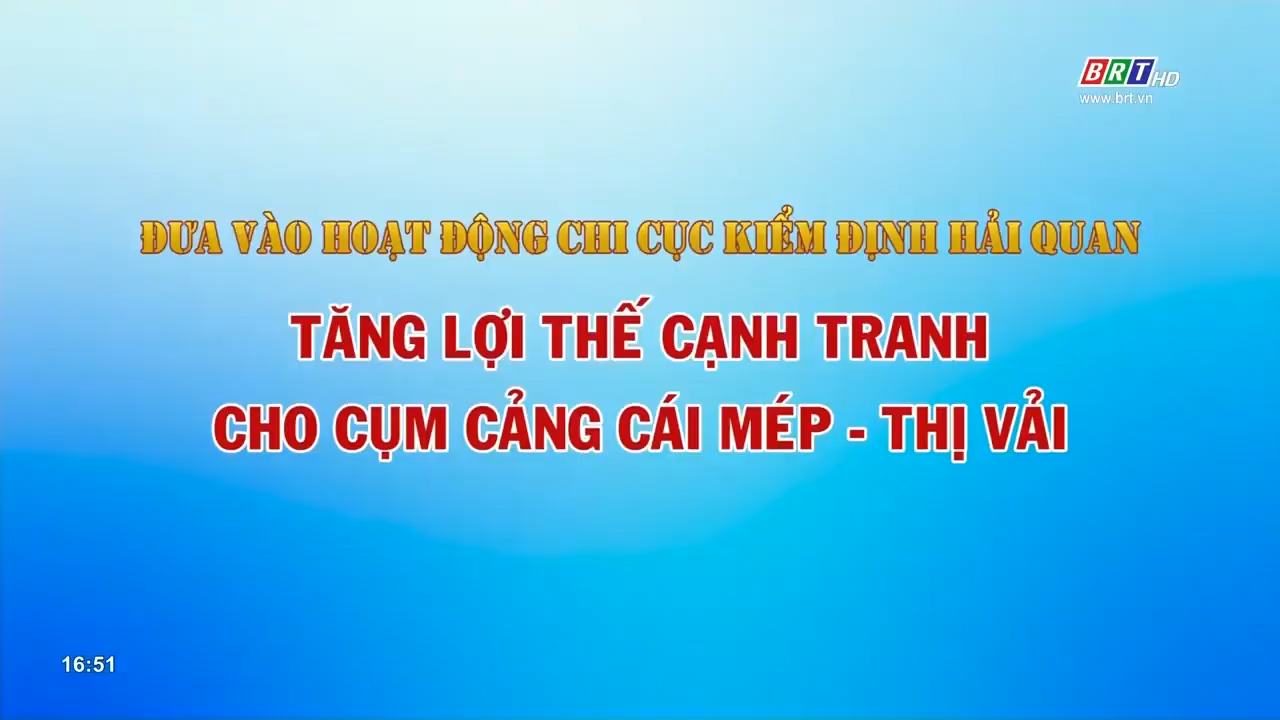 BRT HD
www.brt.vn
ĐƯA VÀO HOẠT ĐỘNG CHI CỤC KIỂM ĐỊNH HẢI QUAN
TĂNG LỢI THẾ CẠNH TRANH
CHO CỤM CẢNG CÁI MÉP - THỊ VẢI
16:51